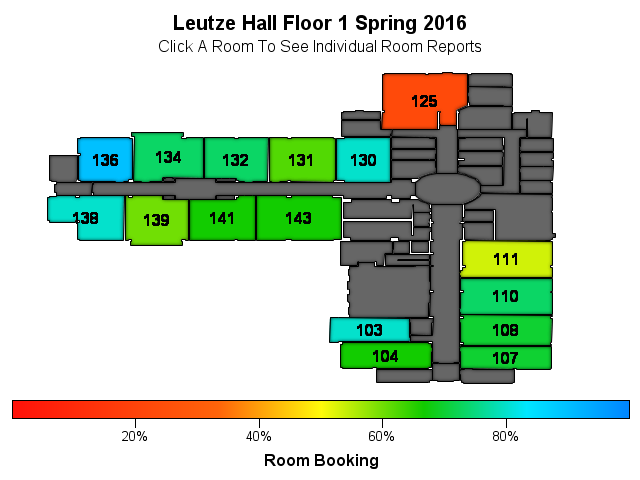 Leutze Hall Floor 1 Spring 2016
Click A Room To See Individual Room Reports
125
136 134 132 131 130
138 139 141 143
111
110
103 108
104 107
20% 40% 60% 80%
Room Booking